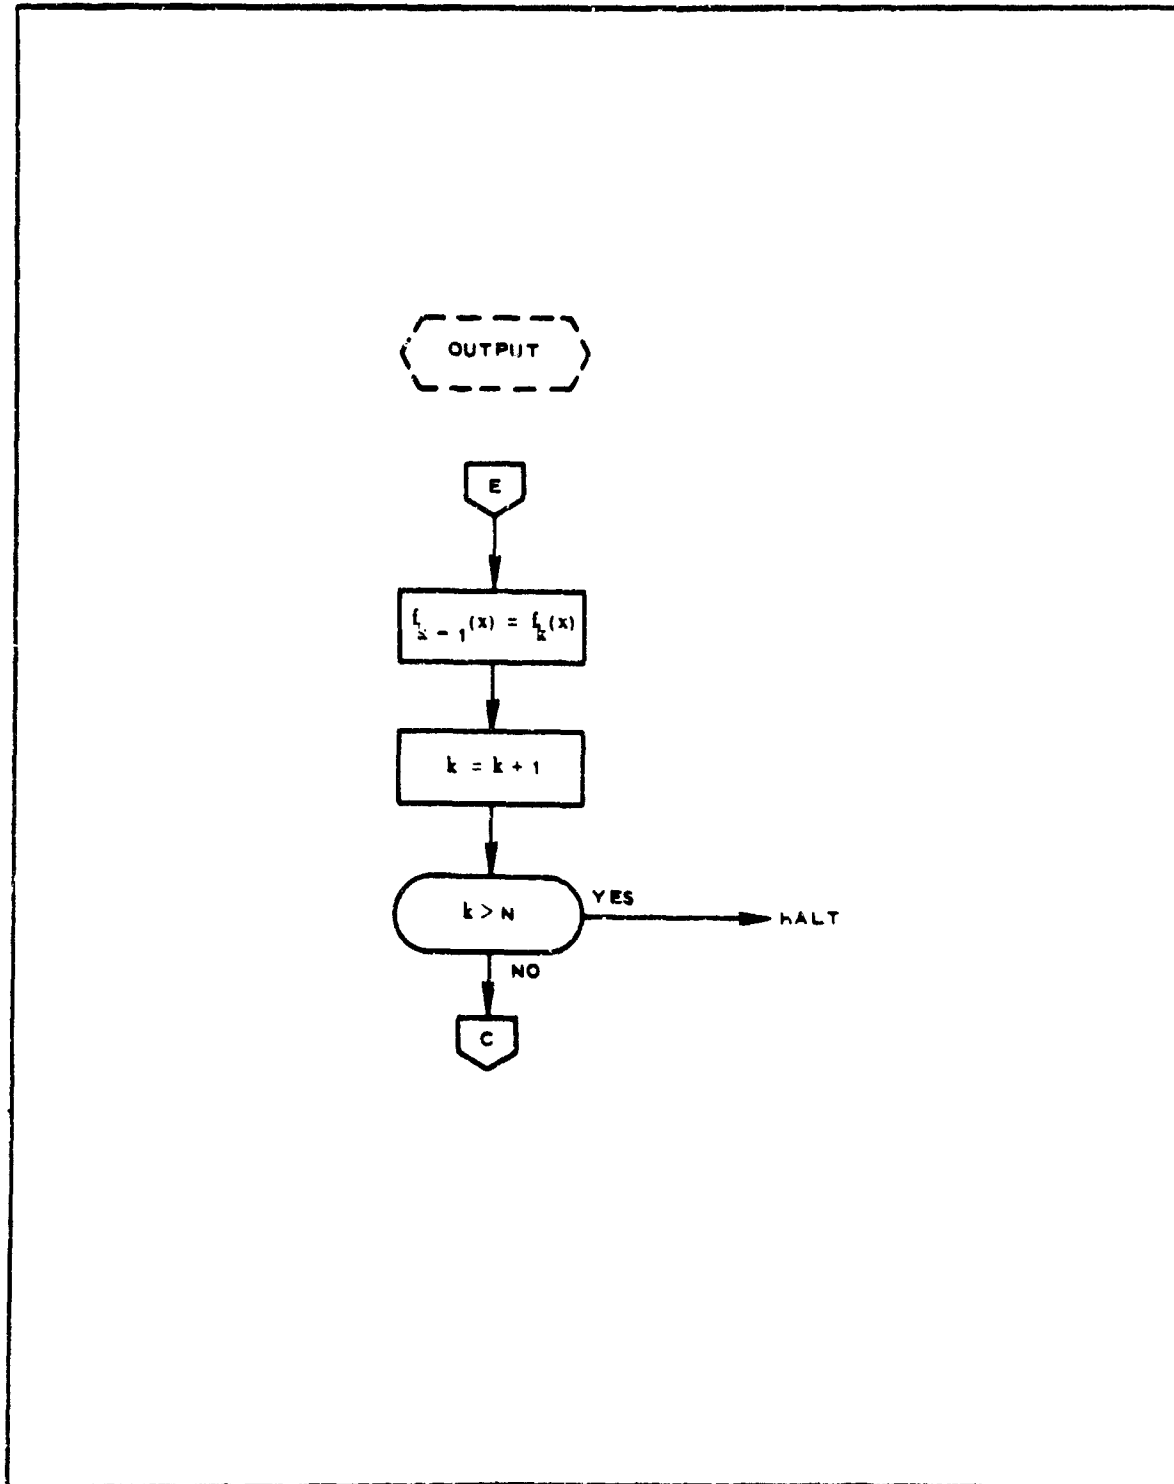 OUTPUT
E
f_{k-1}(x) = f_k(x)
k = k + 1
k > N
YES
HALT
NO
C